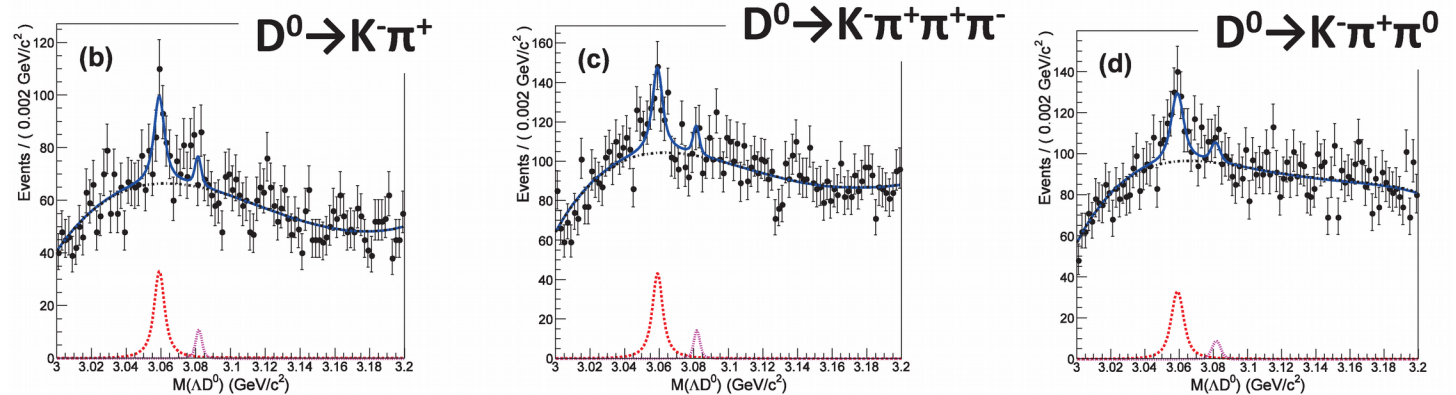 D⁰→K⁻π⁺
(b)
Events / ( 0.002 GeV/c²)
120
100
80
60
40
20
0
3 3.02 3.04 3.06 3.08 3.1 3.12 3.14 3.16 3.18 3.2
M(ΛD⁰) (GeV/c²)
D⁰→K⁻π⁺π⁺π⁻
(c)
Events / ( 0.002 GeV/c²)
160
140
120
100
80
60
40
20
0
3 3.02 3.04 3.06 3.08 3.1 3.12 3.14 3.16 3.18 3.2
M(ΛD⁰) (GeV/c²)
D⁰→K⁻π⁺π⁰
(d)
Events / ( 0.002 GeV/c²)
140
120
100
80
60
40
20
0
3 3.02 3.04 3.06 3.08 3.1 3.12 3.14 3.16 3.18 3.2
M(ΛD⁰) (GeV/c²)